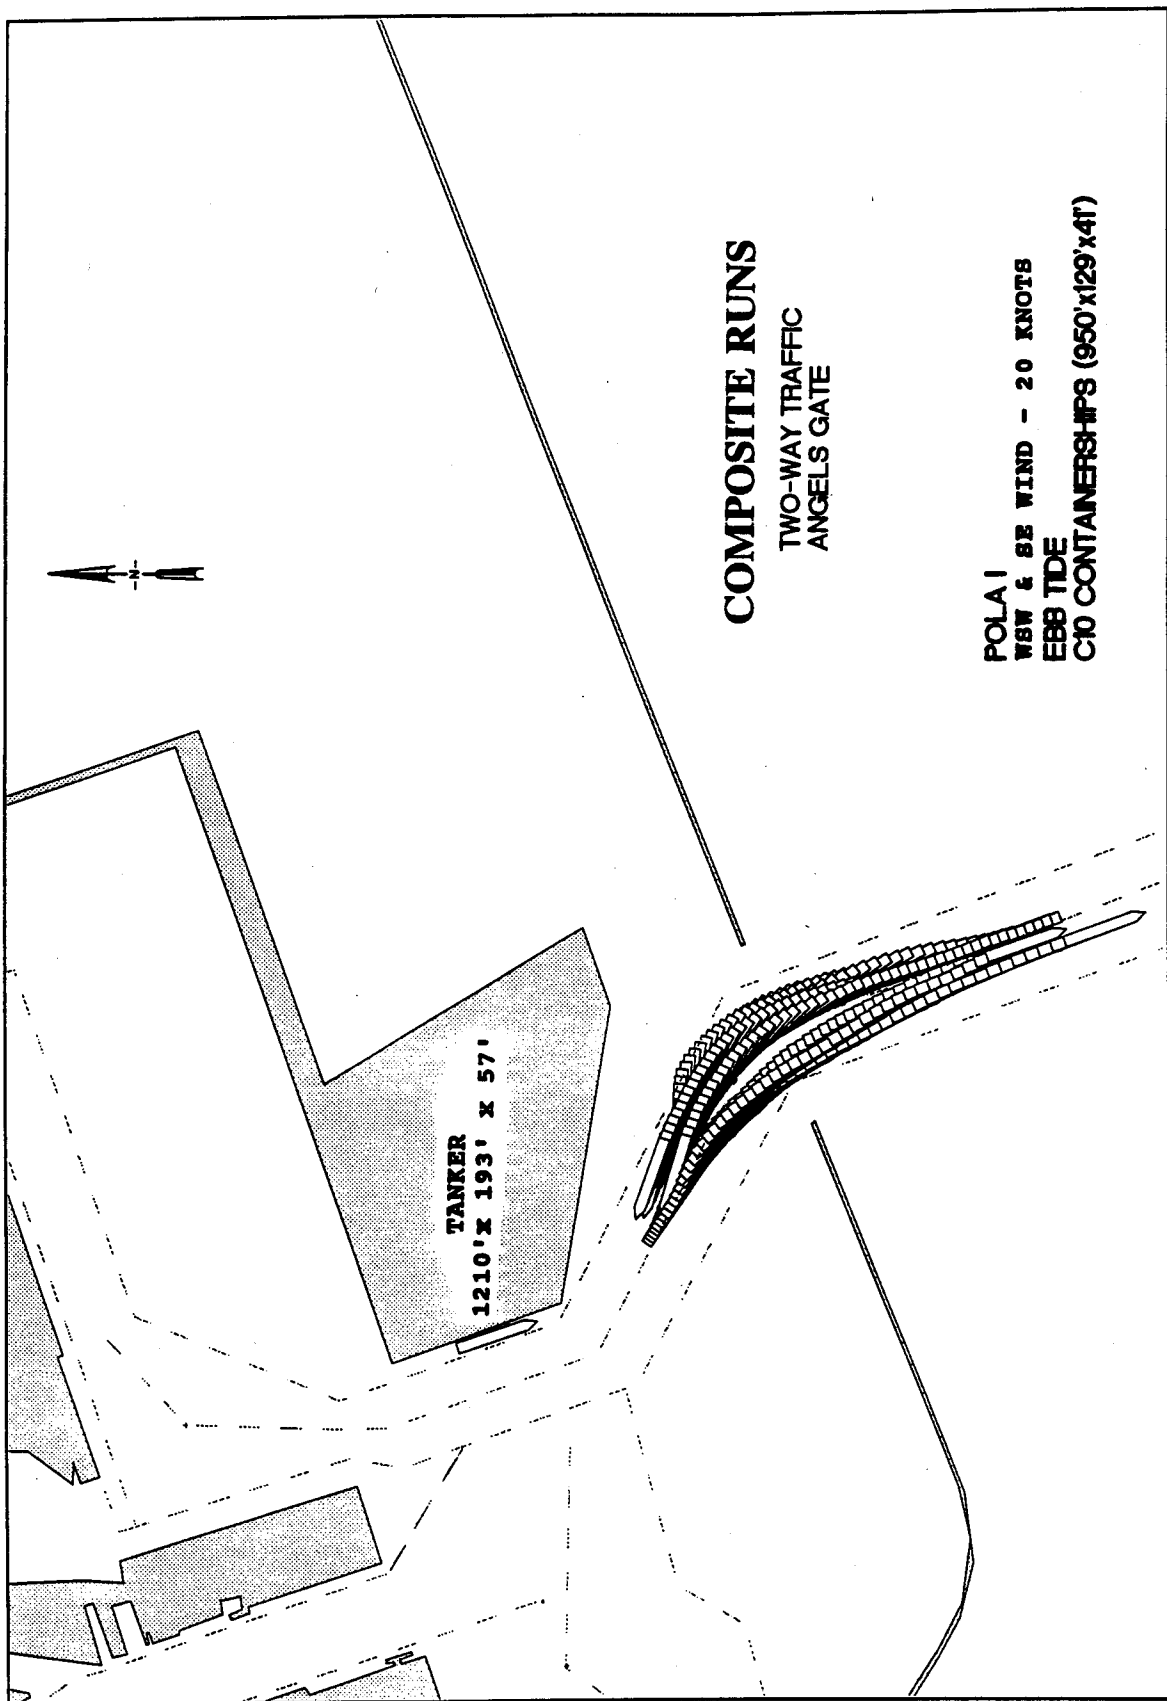 -N-
TANKER
1210'X 193' X 57'
COMPOSITE RUNS
TWO-WAY TRAFFIC
ANGELS GATE
POLA I
WSW & SE WIND - 20 KNOTS
EBB TIDE
C10 CONTAINERSHIPS (950'x129'x41')